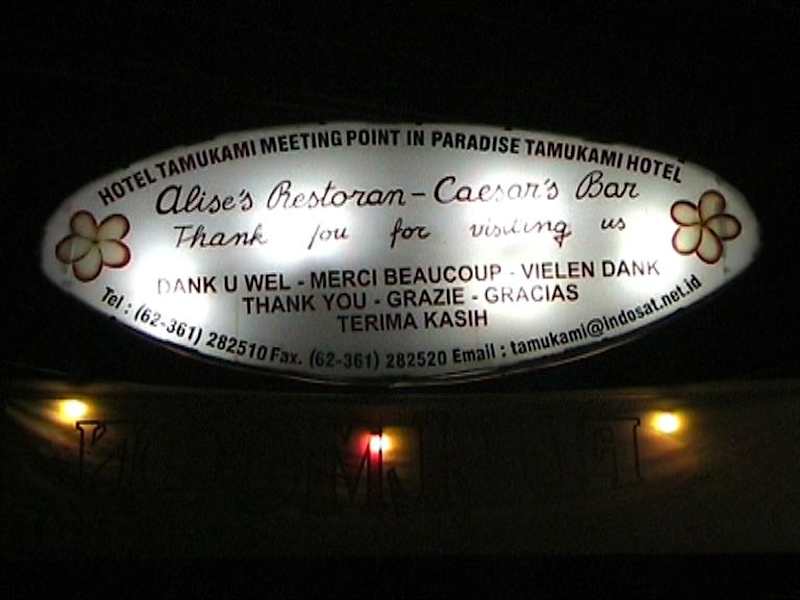 HOTEL TAMUKAMI MEETING POINT IN PARADISE TAMUKAMI HOTEL
Alise's Restoran - Caesar's Bar
Thank you for visiting us
DANK U WEL - MERCI BEAUCOUP - VIELEN DANK
THANK YOU - GRAZIE - GRACIAS
TERIMA KASIH
Tel : (62-361) 282510 Fax. (62-361) 282520 Email : tamukami@indosat.net.id